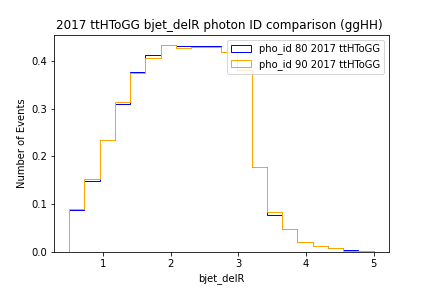 2017 ttHToGG bjet_delR photon ID comparison (ggHH)
pho_id 80 2017 ttHToGG
pho_id 90 2017 ttHToGG
Number of Events
0.4
0.3
0.2
0.1
0.0
1 2 3 4 5
bjet_delR